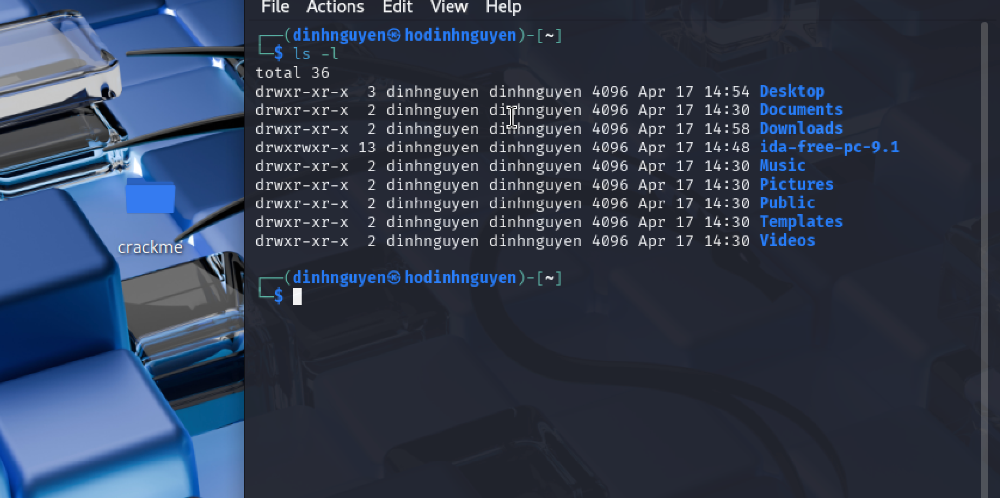 File Actions Edit View Help
┌──(dinhnguyen㉿hodinhnguyen)-[~]
└─$ ls -l
total 36
drwxr-xr-x  3 dinhnguyen dinhnguyen 4096 Apr 17 14:54 Desktop
drwxr-xr-x  2 dinhnguyen dinhnguyen 4096 Apr 17 14:30 Documents
drwxr-xr-x  2 dinhnguyen dinhnguyen 4096 Apr 17 14:58 Downloads
drwxrwxr-x 13 dinhnguyen dinhnguyen 4096 Apr 17 14:48 ida-free-pc-9.1
drwxr-xr-x  2 dinhnguyen dinhnguyen 4096 Apr 17 14:30 Music
drwxr-xr-x  2 dinhnguyen dinhnguyen 4096 Apr 17 14:30 Pictures
drwxr-xr-x  2 dinhnguyen dinhnguyen 4096 Apr 17 14:30 Public
drwxr-xr-x  2 dinhnguyen dinhnguyen 4096 Apr 17 14:30 Templates
drwxr-xr-x  2 dinhnguyen dinhnguyen 4096 Apr 17 14:30 Videos
┌──(dinhnguyen㉿hodinhnguyen)-[~]
└─$
crackme